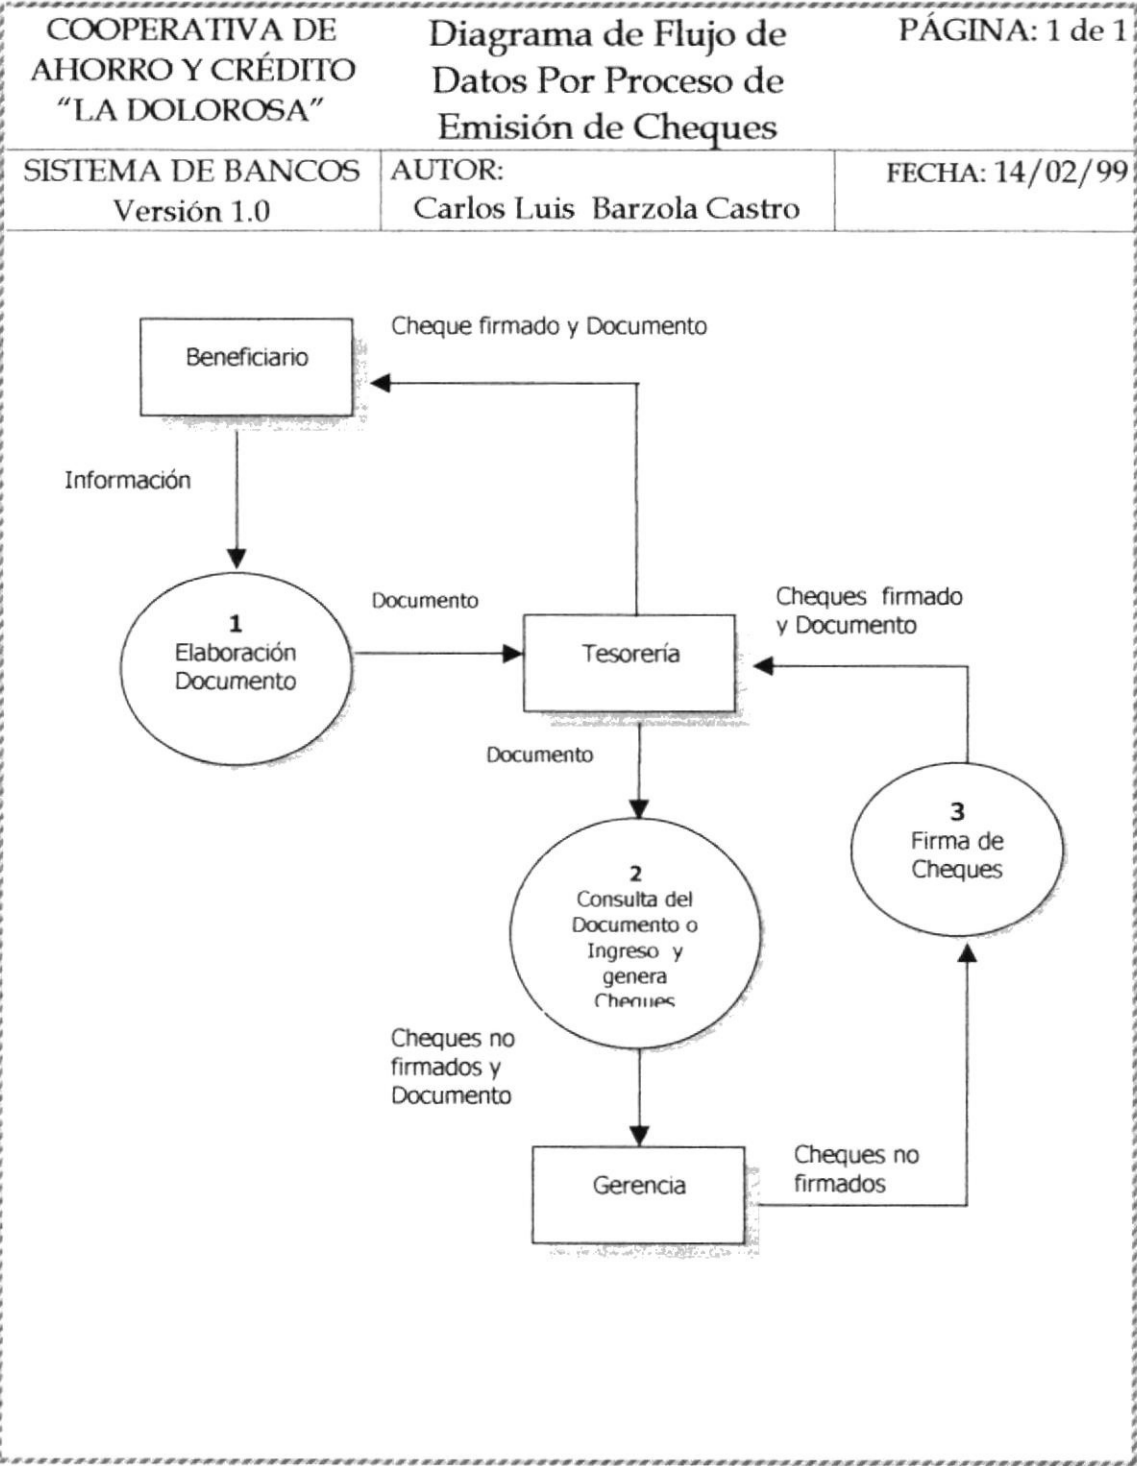 COOPERATIVA DE
AHORRO Y CRÉDITO
“LA DOLOROSA”
Diagrama de Flujo de
Datos Por Proceso de
Emisión de Cheques
PÁGINA: 1 de 1
SISTEMA DE BANCOS
Versión 1.0
AUTOR:
Carlos Luis Barzola Castro
FECHA: 14/02/99
Cheque firmado y Documento
Beneficiario
Información
1
Elaboración
Documento
Documento
Tesorería
Cheques firmado
y Documento
Documento
3
Firma de
Cheques
2
Consulta del
Documento o
Ingreso y
genera
Cheques
Cheques no
firmados y
Documento
Gerencia
Cheques no
firmados